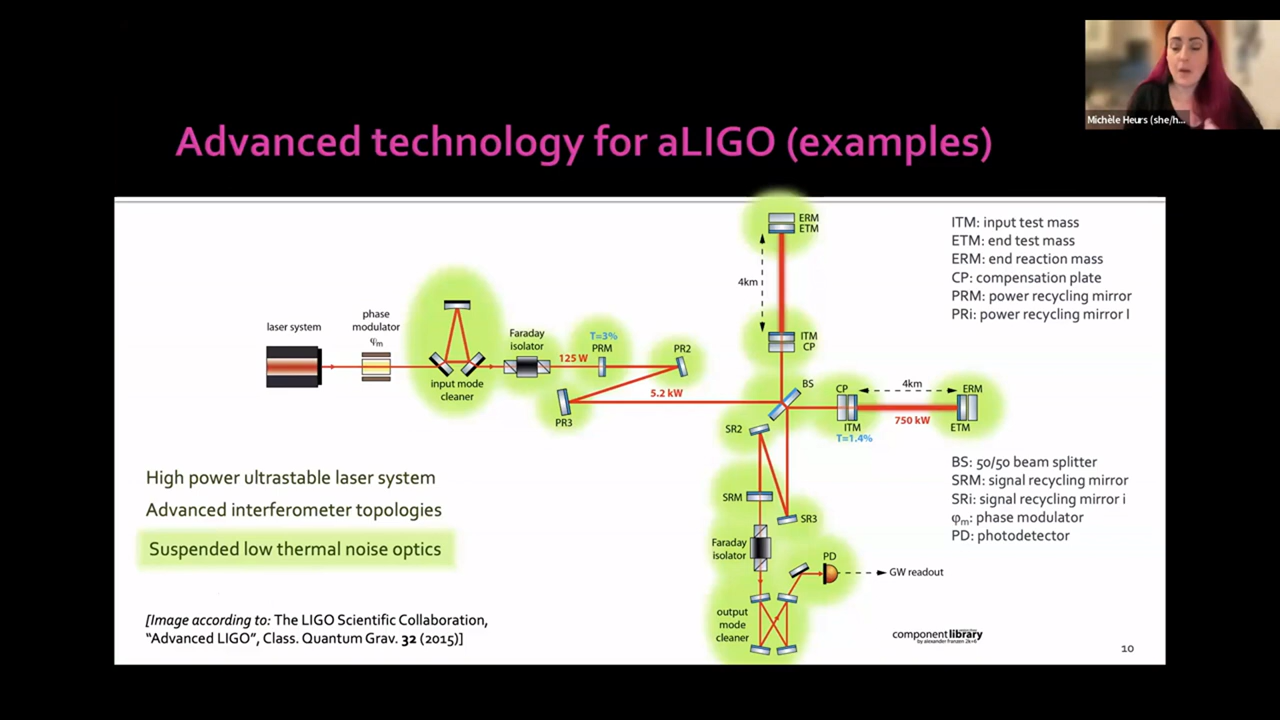 Michèle Heurs (she/h...
Advanced technology for aLIGO (examples)
ERM
ETM
4km
ITM
CP
ITM: input test mass
ETM: end test mass
ERM: end reaction mass
CP: compensation plate
PRM: power recycling mirror
PRi: power recycling mirror I
laser system
phase
modulator
φm
input mode
cleaner
Faraday
isolator
125 W
T=3%
PRM
PR2
5.2 kW
PR3
BS
CP
4km
ERM
ITM
T=1.4%
750 kW
ETM
SR2
SRM
SR3
Faraday
isolator
PD
GW readout
output
mode
cleaner
BS: 50/50 beam splitter
SRM: signal recycling mirror
SRi: signal recycling mirror i
φm: phase modulator
PD: photodetector
High power ultrastable laser system
Advanced interferometer topologies
Suspended low thermal noise optics
[Image according to: The LIGO Scientific Collaboration,
“Advanced LIGO”, Class. Quantum Grav. 32 (2015)]
componentlibrary
10